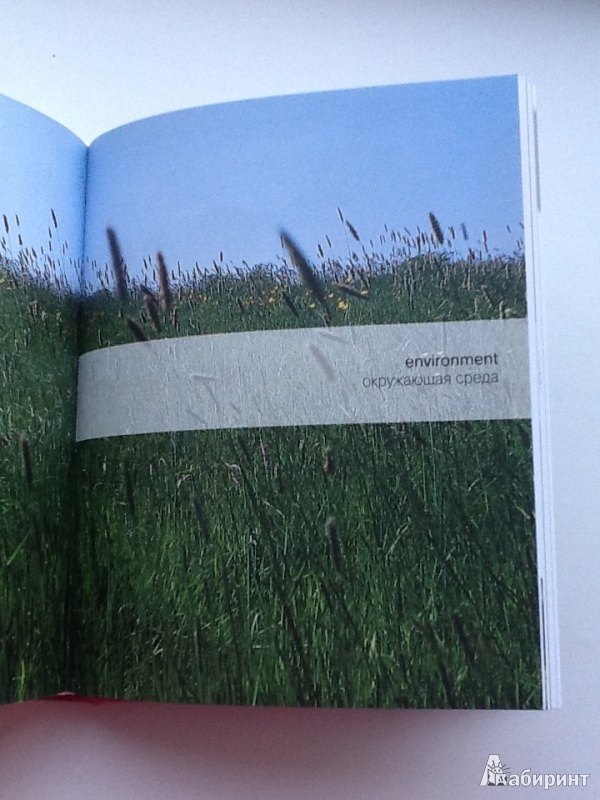 environment
окружающая среда
Лабиринт